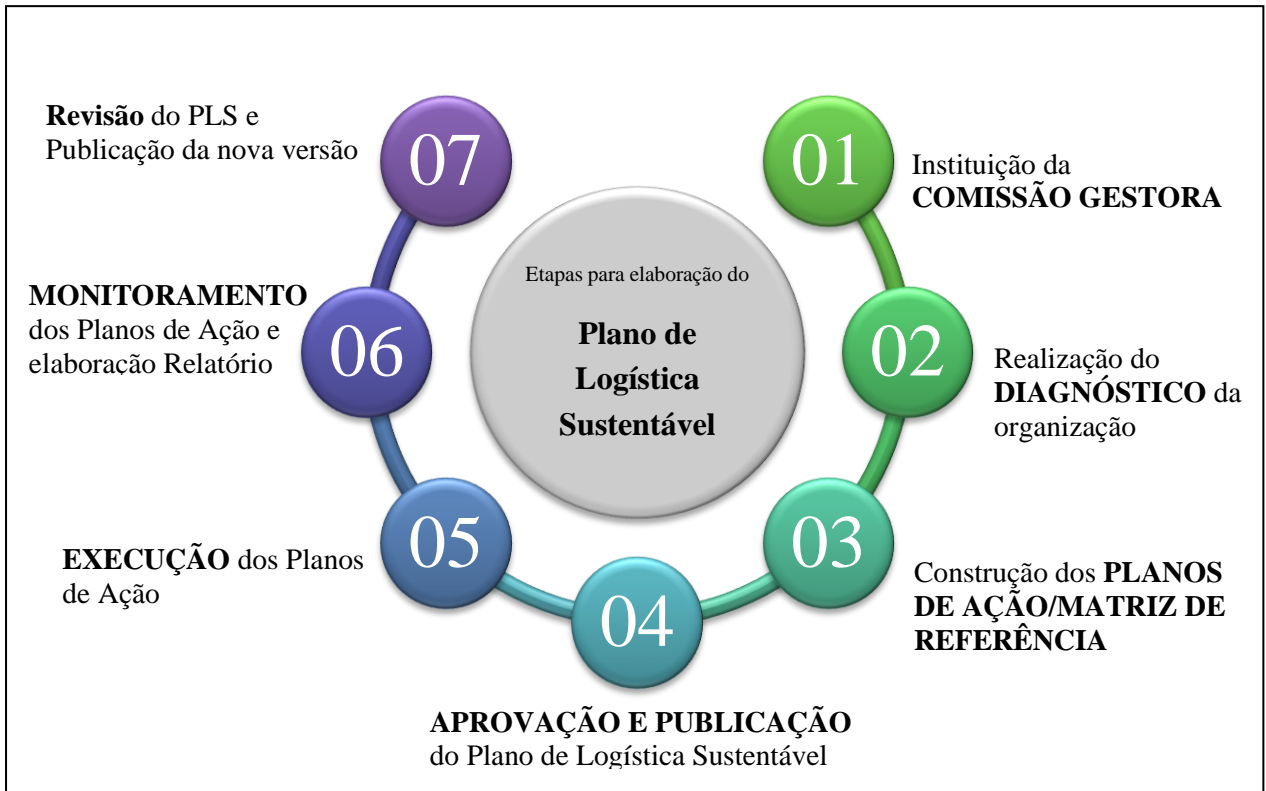 Etapas para elaboração do
Plano de
Logística
Sustentável
01
Instituição da
COMISSÃO GESTORA
02
Realização do
DIAGNÓSTICO da
organização
03
Construção dos PLANOS
DE AÇÃO/MATRIZ DE
REFERÊNCIA
04
APROVAÇÃO E PUBLICAÇÃO
do Plano de Logística Sustentável
05
EXECUÇÃO dos Planos
de Ação
06
MONITORAMENTO
dos Planos de Ação e
elaboração Relatório
07
Revisão do PLS e
Publicação da nova versão